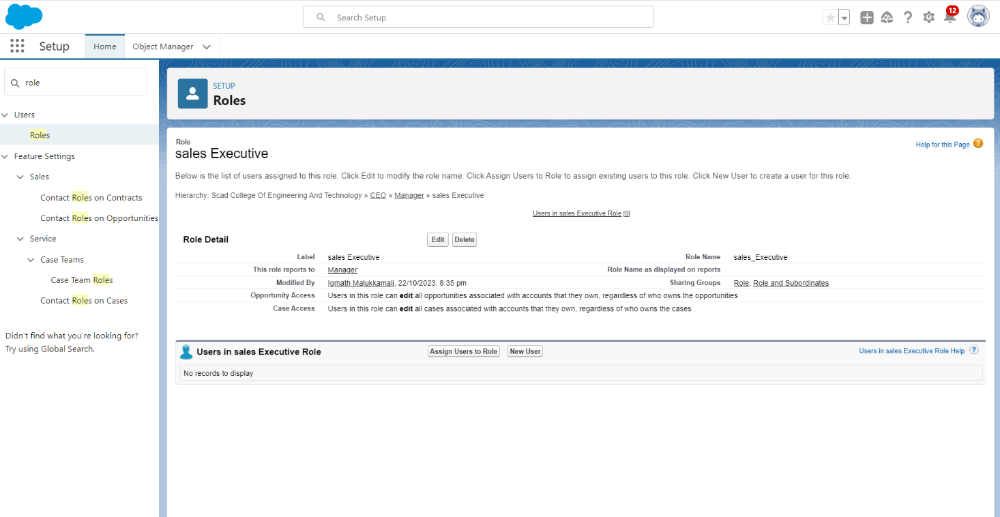 Search Setup
12
Setup
Home
Object Manager
role
Users
Roles
Feature Settings
Sales
Contact Roles on Contracts
Contact Roles on Opportunities
Service
Case Teams
Case Team Roles
Contact Roles on Cases
Didn't find what you're looking for?
Try using Global Search.
SETUP
Roles
Role
sales Executive
Help for this Page ?
Below is the list of users assigned to this role. Click Edit to modify the role name. Click Assign Users to Role to assign existing users to this role. Click New User to create a user for this role.
Hierarchy: Scad College Of Engineering And Technology » CEO » Manager » sales Executive
Users in sales Executive Role [0]
Role Detail Edit Delete
Label sales Executive Role Name sales_Executive
This role reports to Manager Role Name as displayed on reports
Modified By Igmath Malukkamali, 22/10/2023, 8:35 pm Sharing Groups Role, Role and Subordinates
Opportunity Access Users in this role can edit all opportunities associated with accounts that they own, regardless of who owns the opportunities
Case Access Users in this role can edit all cases associated with accounts that they own, regardless of who owns the cases
Users in sales Executive Role Assign Users to Role New User Users in sales Executive Role Help ?
No records to display